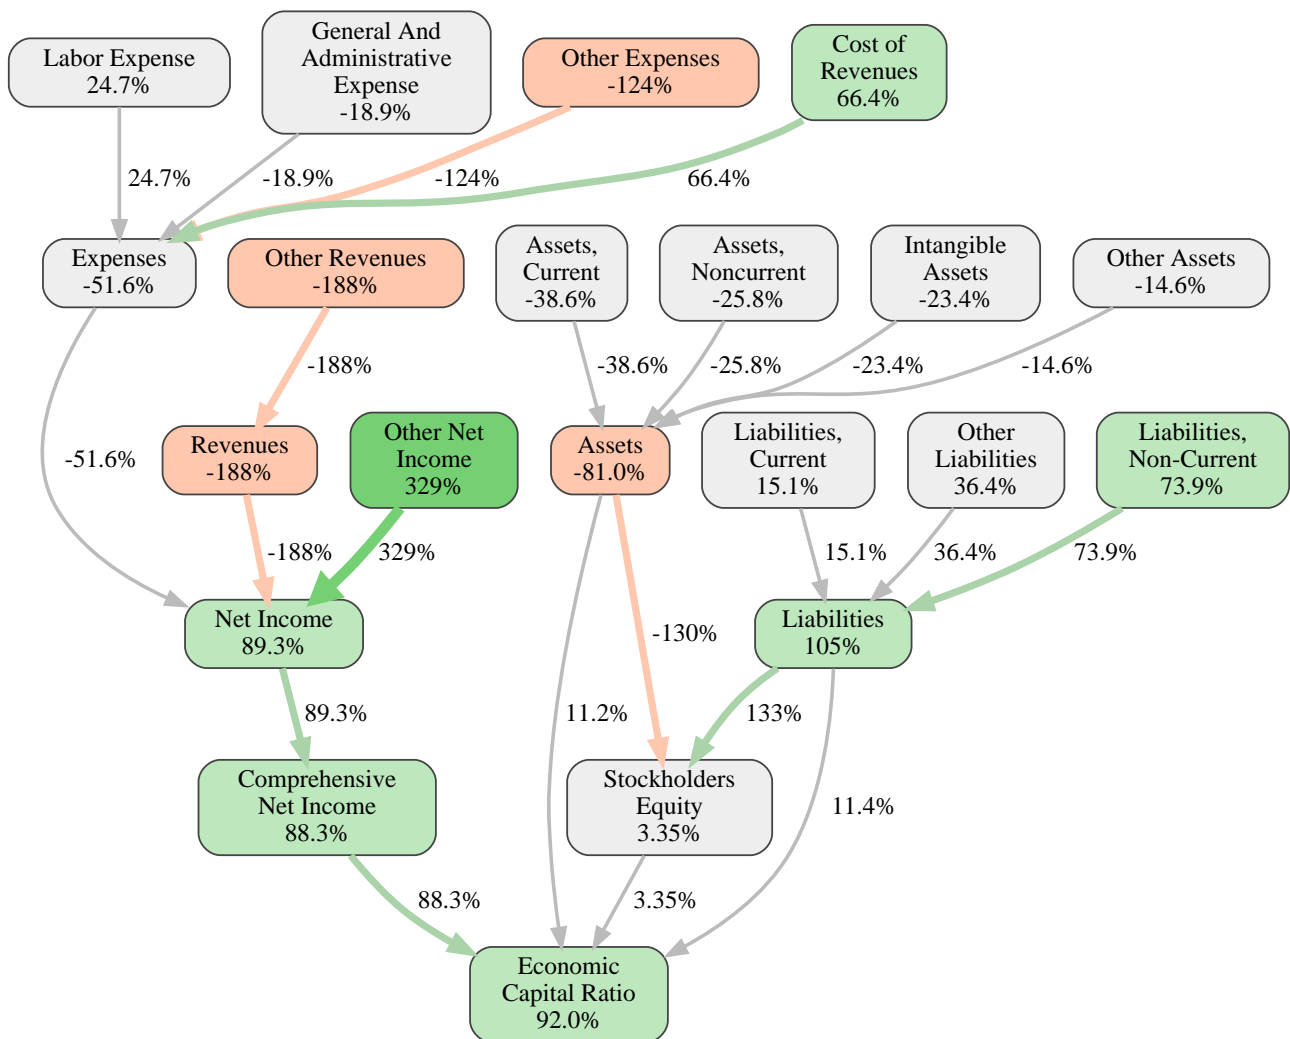 Labor Expense
24.7%
General And
Administrative
Expense
-18.9%
Other Expenses
-124%
Cost of
Revenues
66.4%
24.7%
-18.9%
-124%
66.4%
Expenses
-51.6%
Other Revenues
-188%
Assets,
Current
-38.6%
Assets,
Noncurrent
-25.8%
Intangible
Assets
-23.4%
Other Assets
-14.6%
-188%
-38.6%
-25.8%
-23.4%
-14.6%
-51.6%
Revenues
-188%
Other Net
Income
329%
Assets
-81.0%
Liabilities,
Current
15.1%
Other
Liabilities
36.4%
Liabilities,
Non-Current
73.9%
-188%
329%
15.1%
36.4%
73.9%
Net Income
89.3%
-130%
Liabilities
105%
89.3%
11.2%
133%
Comprehensive
Net Income
88.3%
Stockholders
Equity
3.35%
11.4%
88.3%
3.35%
Economic
Capital Ratio
92.0%